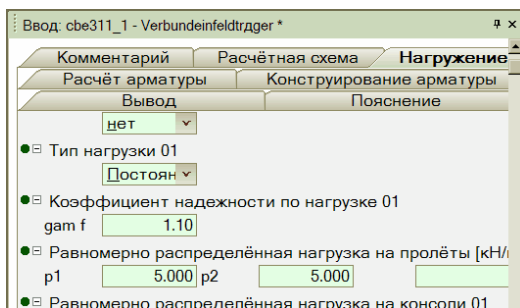 Ввод: cbe311_1 - Verbundeinfeldtrдger *
Комментарий Расчётная схема Нагружение
Расчёт арматуры Конструирование арматуры
Вывод Пояснение
нет
Тип нагрузки 01
Постоян
Коэффициент надежности по нагрузке 01
gam f 1.10
Равномерно распределённая нагрузка на пролёты [кН/
p1 5.000 p2 5.000
Равномерно распределённая нагрузка на консоли 01